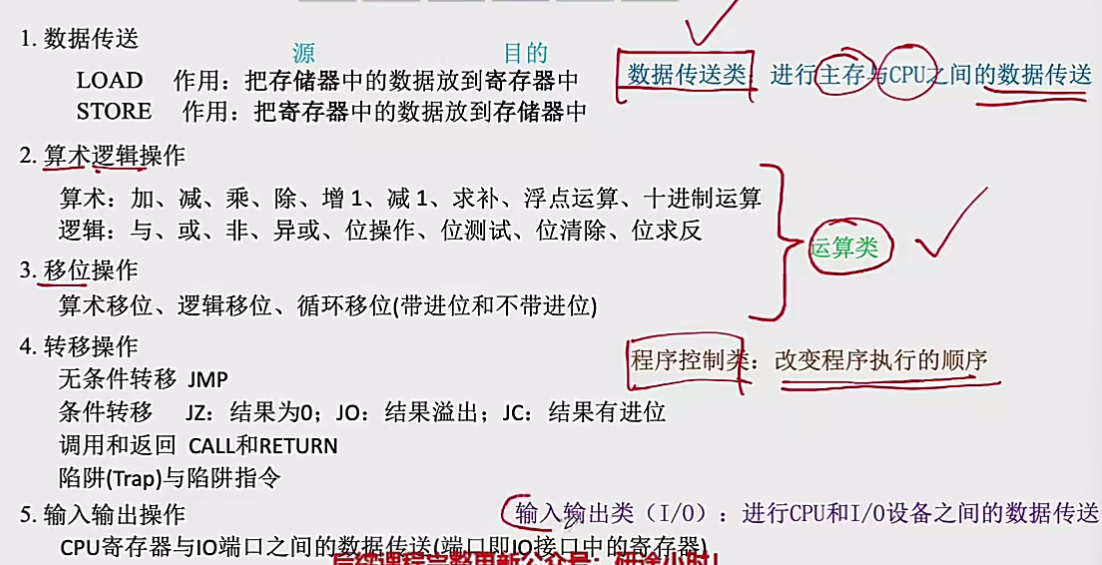 1. 数据传送
源 目的
LOAD 作用：把存储器中的数据放到寄存器中
数据传送类：进行主存与CPU之间的数据传送
STORE 作用：把寄存器中的数据放到存储器中
2. 算术逻辑操作
算术：加、减、乘、除、增1、减1、求补、浮点运算、十进制运算
逻辑：与、或、非、异或、位操作、位测试、位清除、位求反
运算类
3. 移位操作
算术移位、逻辑移位、循环移位(带进位和不带进位)
4. 转移操作
程序控制类：改变程序执行的顺序
无条件转移 JMP
条件转移 JZ：结果为0；JO：结果溢出；JC：结果有进位
调用和返回 CALL和RETURN
陷阱(Trap)与陷阱指令
5. 输入输出操作
输入输出类（I/O）：进行CPU和I/O设备之间的数据传送
CPU寄存器与IO端口之间的数据传送(端口即IO接口中的寄存器)